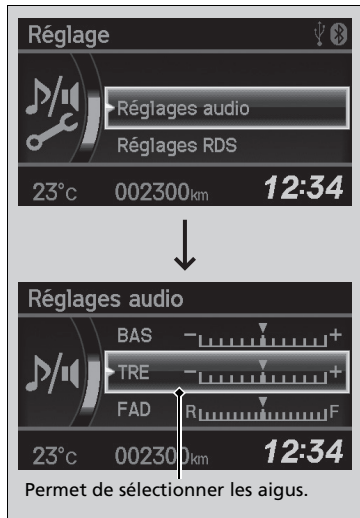 Réglage
Réglages audio
Réglages RDS
23°c 002300km 12:34
Réglages audio
BAS - +
TRE - +
FAD R F
23°c 002300km 12:34
Permet de sélectionner les aigus.